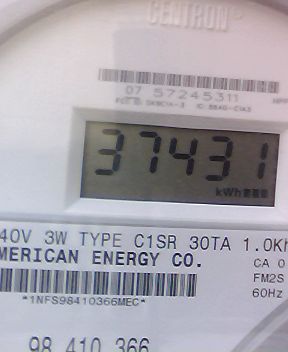 CENTRON®
07 57245311
37431
kWh
40V 3W TYPE C1SR 30TA 1.0Kh
MERICAN ENERGY CO.
CA 0
FM2S
60Hz
*1NFS98410366MEC*
98 410 366